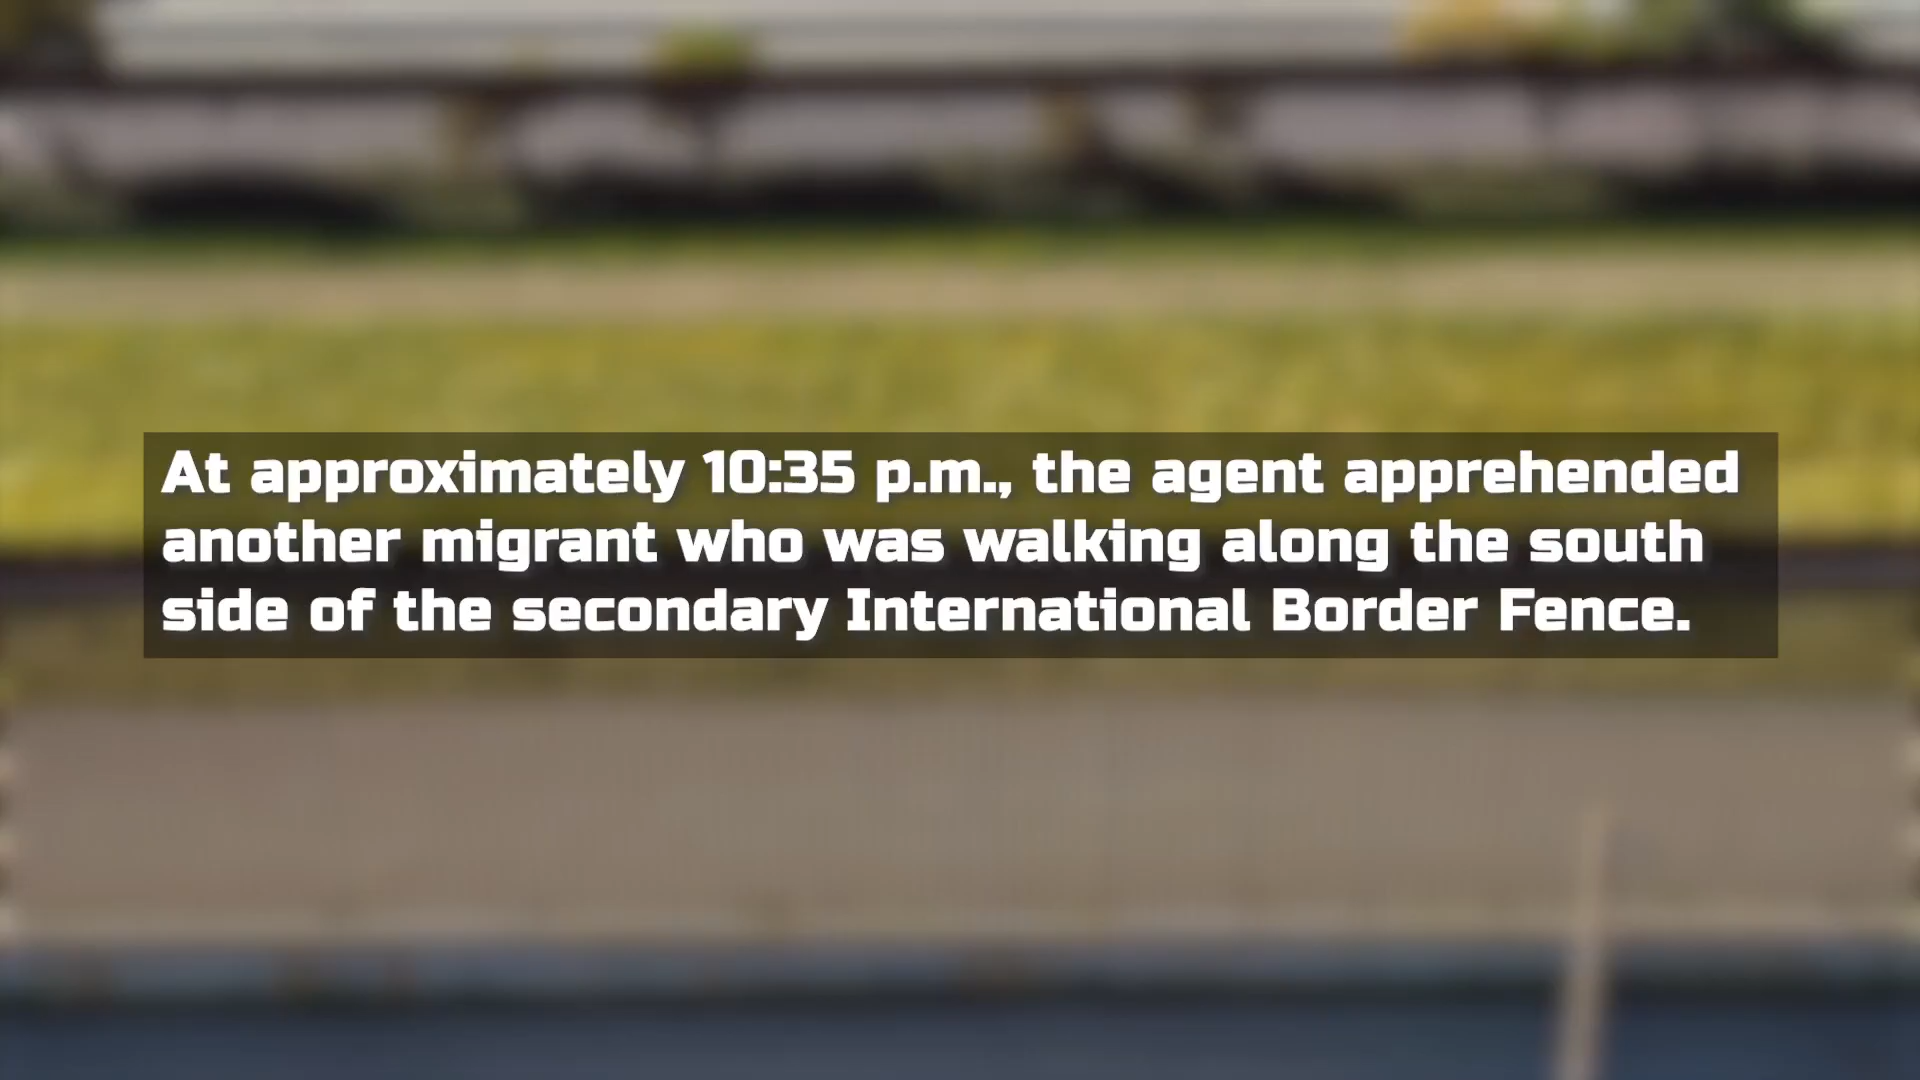 At approximately 10:35 p.m., the agent apprehended
another migrant who was walking along the south
side of the secondary International Border Fence.